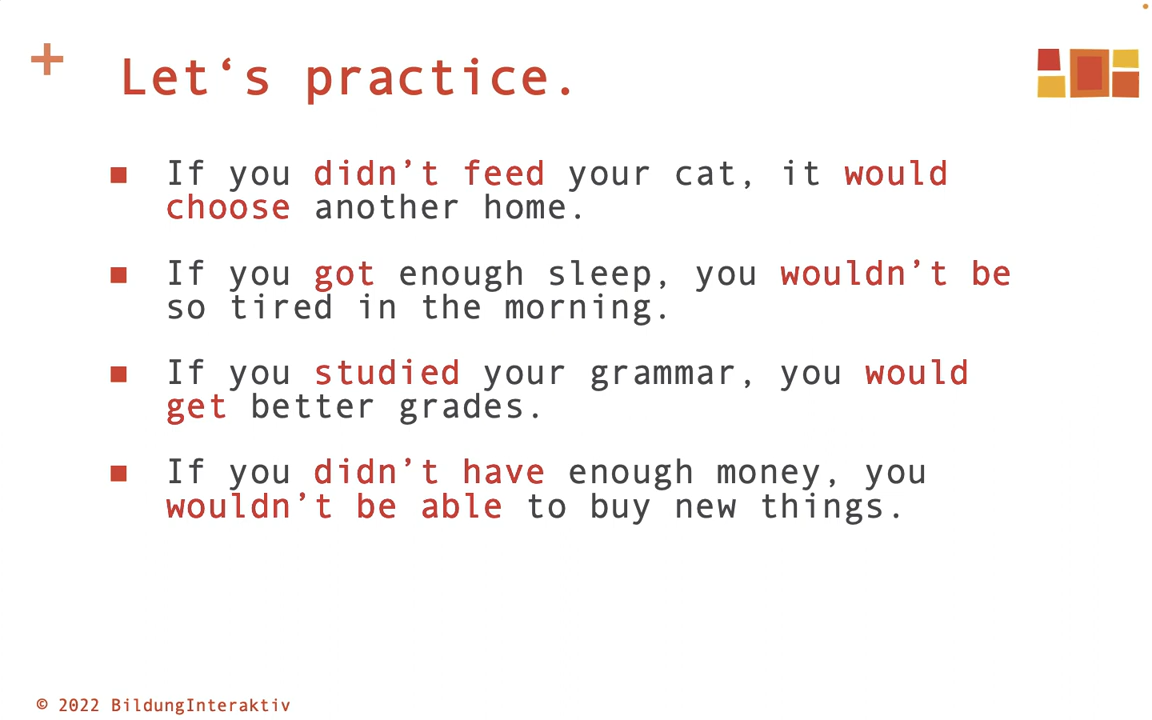 Let‘s practice.
If you didn’t feed your cat, it would
choose another home.
If you got enough sleep, you wouldn’t be
so tired in the morning.
If you studied your grammar, you would
get better grades.
If you didn’t have enough money, you
wouldn’t be able to buy new things.
© 2022 BildungInteraktiv